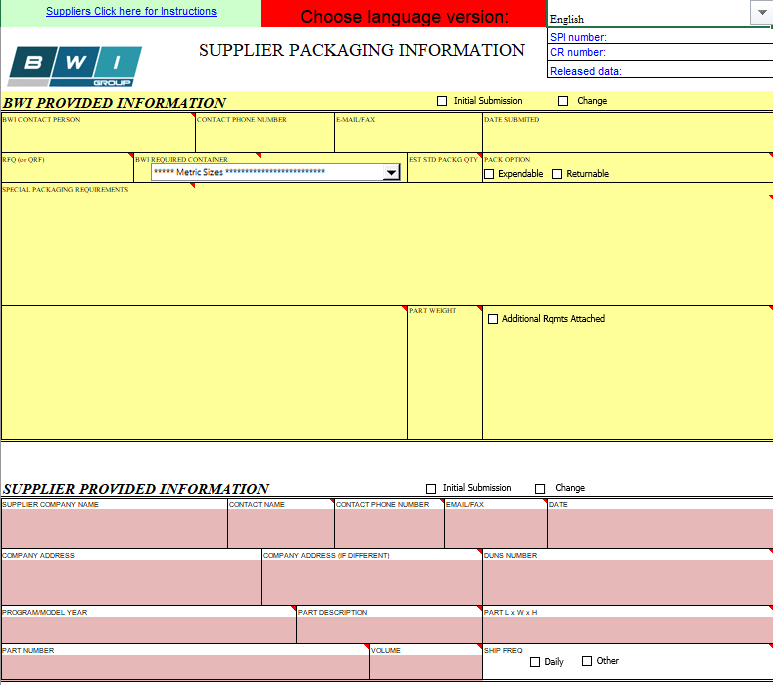 Suppliers Click here for Instructions
Choose language version:
English
SPI number:
CR number:
Released data:
BWI
GROUP
SUPPLIER PACKAGING INFORMATION
BWI PROVIDED INFORMATION
Initial Submission
Change
BWI CONTACT PERSON
CONTACT PHONE NUMBER
E-MAIL/FAX
DATE SUBMITED
RFQ (or QRF)
BWI REQUIRED CONTAINER
EST STD PACKG QTY
PACK OPTION
***** Metric Sizes *************************
Expendable
Returnable
SPECIAL PACKAGING REQUIREMENTS
PART WEIGHT
Additional Rqmts Attached
SUPPLIER PROVIDED INFORMATION
Initial Submission
Change
SUPPLIER COMPANY NAME
CONTACT NAME
CONTACT PHONE NUMBER
EMAIL/FAX
DATE
COMPANY ADDRESS
COMPANY ADDRESS (IF DIFFERENT)
DUNS NUMBER
PROGRAM/MODEL YEAR
PART DESCRIPTION
PART L x W x H
PART NUMBER
VOLUME
SHIP FREQ
Daily
Other